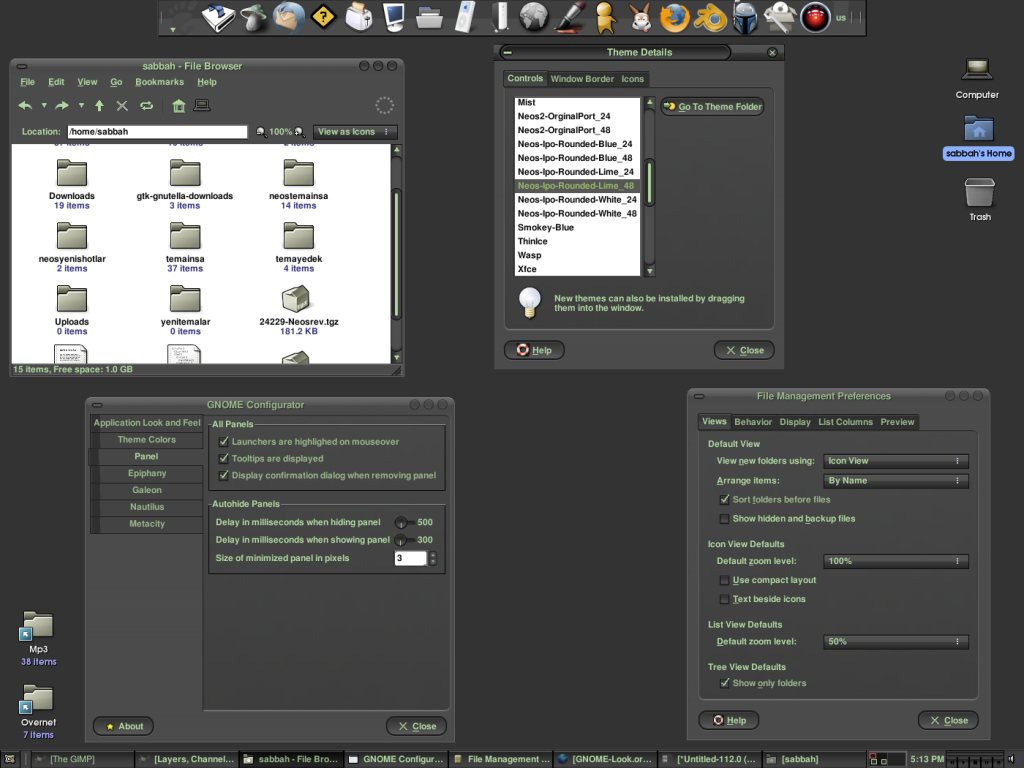 us
sabbah - File Browser
File Edit View Go Bookmarks Help
Location: /home/sabbah 100% View as Icons
Downloads
19 items
gtk-gnutella-downloads
3 items
neostemainsa
14 items
neosyenishotlar
2 items
temainsa
37 items
temayedek
4 items
Uploads
0 items
yenitemalar
0 items
24229-Neosrev.tgz
181.2 KB
15 items, Free space: 1.0 GB
Theme Details
Controls Window Border Icons
Mist
Neos2-OrginalPort_24
Neos2-OrginalPort_48
Neos-Ipo-Rounded-Blue_24
Neos-Ipo-Rounded-Blue_48
Neos-Ipo-Rounded-Lime_24
Neos-Ipo-Rounded-Lime_48
Neos-Ipo-Rounded-White_24
Neos-Ipo-Rounded-White_48
Smokey-Blue
ThinIce
Wasp
Xfce
Go To Theme Folder
New themes can also be installed by dragging
them into the window.
Help Close
Computer
sabbah's Home
Trash
GNOME Configurator
Application Look and Feel
Theme Colors
Panel
Epiphany
Galeon
Nautilus
Metacity
All Panels
Launchers are highlighed on mouseover
Tooltips are displayed
Display confirmation dialog when removing panel
Autohide Panels
Delay in milliseconds when hiding panel 500
Delay in milliseconds when showing panel 300
Size of minimized panel in pixels 3
About Close
File Management Preferences
Views Behavior Display List Columns Preview
Default View
View new folders using: Icon View
Arrange items: By Name
Sort folders before files
Show hidden and backup files
Icon View Defaults
Default zoom level: 100%
Use compact layout
Text beside icons
List View Defaults
Default zoom level: 50%
Tree View Defaults
Show only folders
Help Close
Mp3
38 items
Overnet
7 items
[The GIMP] [Layers, Channel... sabbah - File Bro... GNOME Configur... File Management ... [GNOME-Look.or... [*Untitled-112.0 (... [sabbah] 5:13 PM